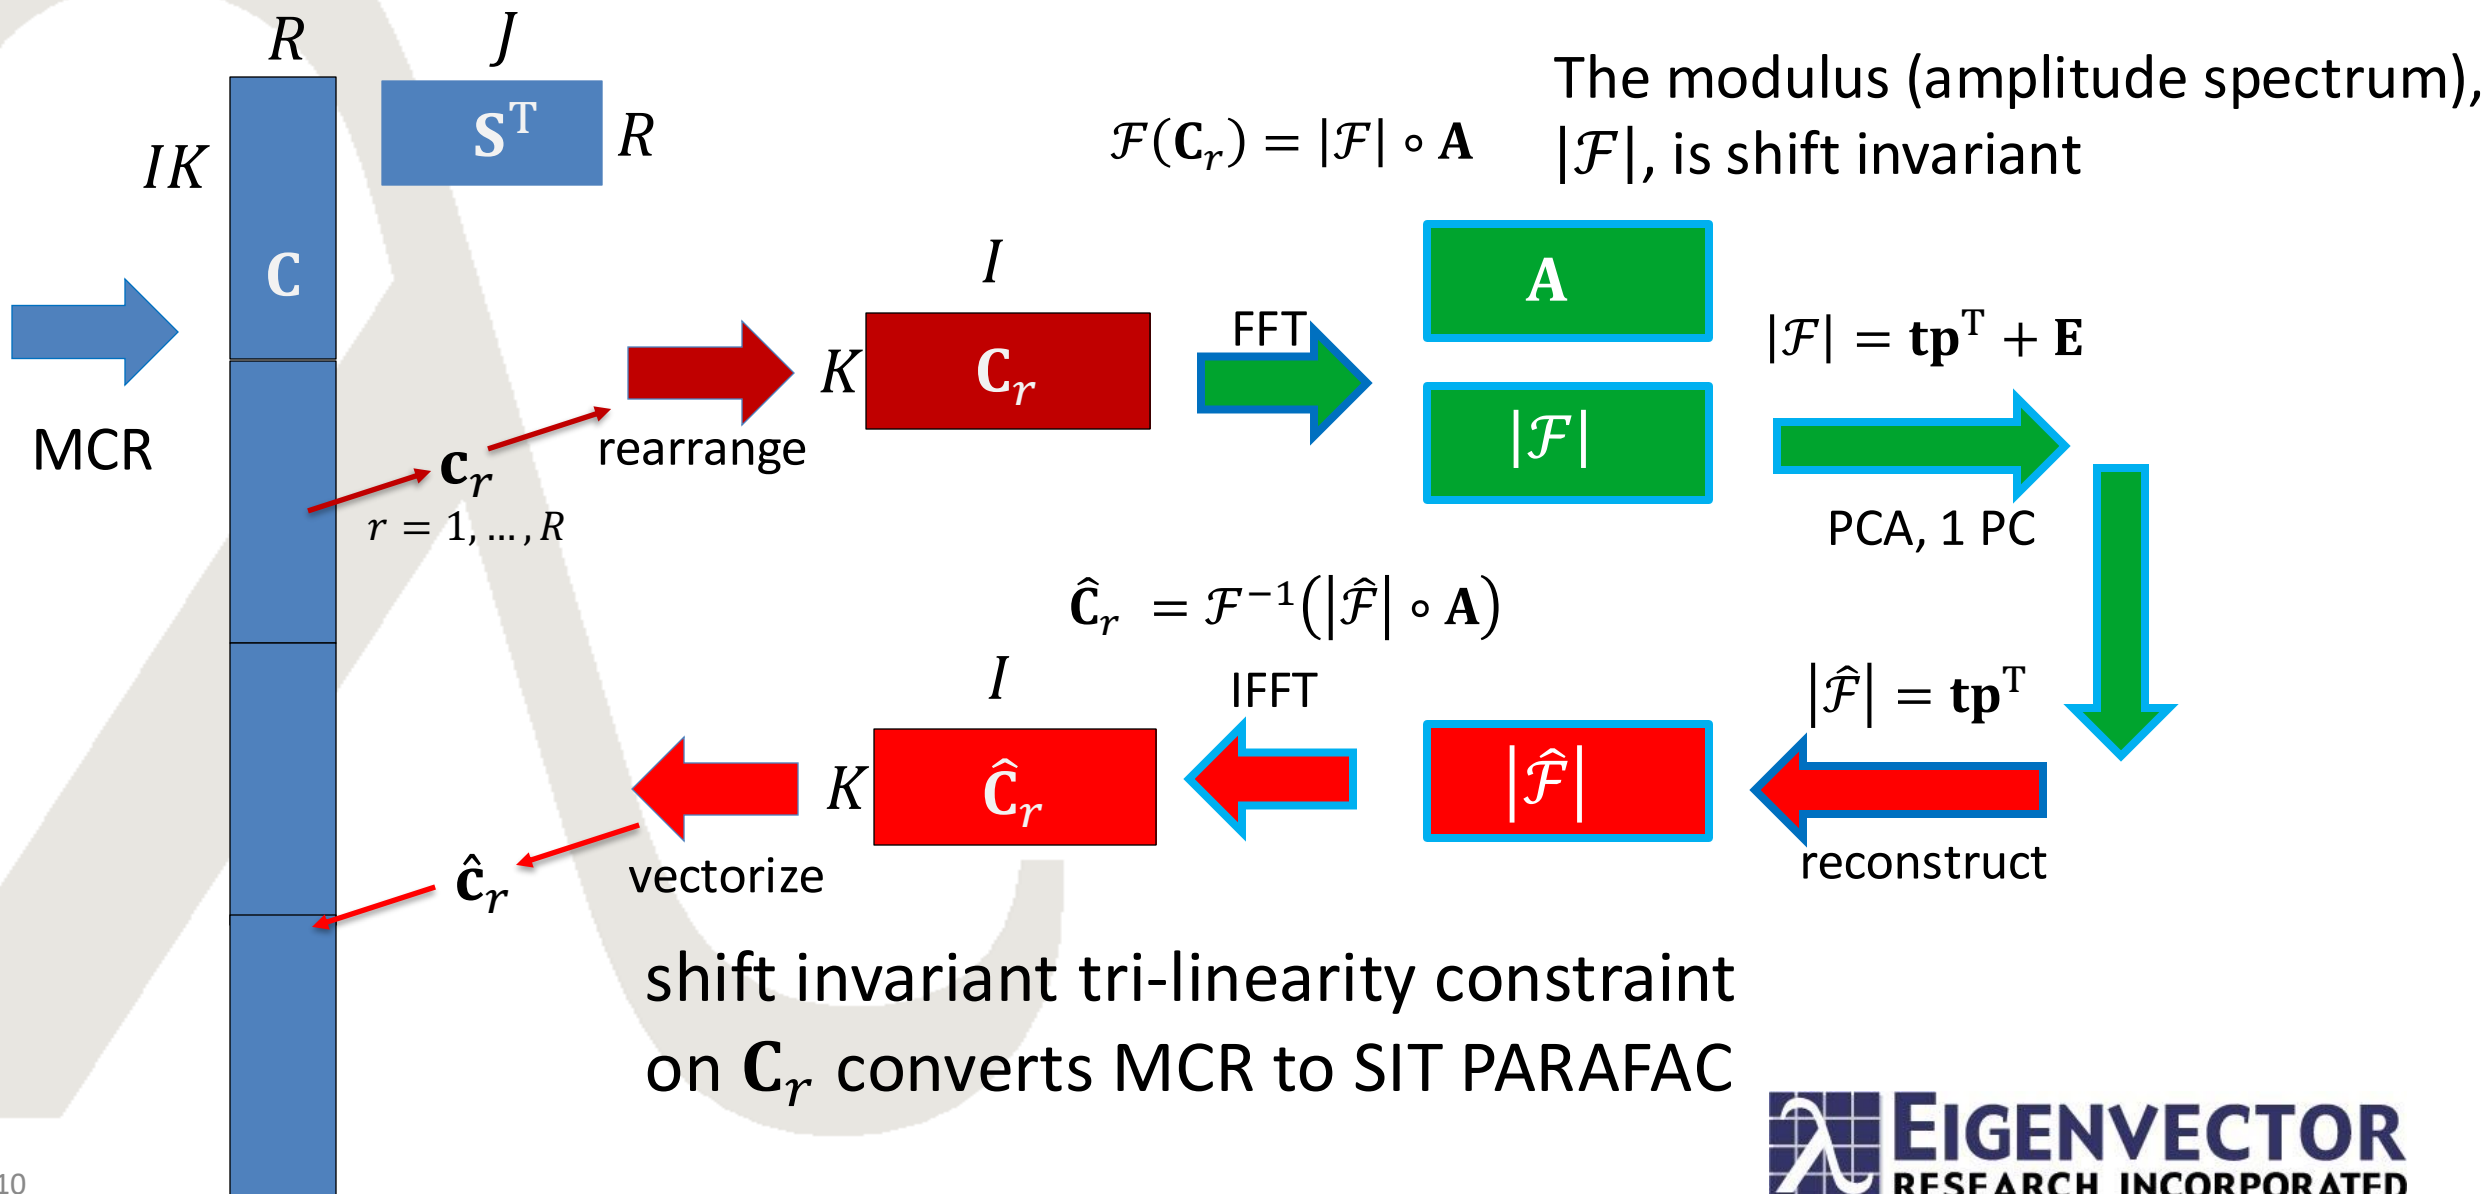 R
J
The modulus (amplitude spectrum),
|ℱ|, is shift invariant
ℱ(𝐂ᵣ) = |ℱ| ∘ 𝐀
𝐒ᵀ
R
IK
𝐂
MCR
𝐜ᵣ
r = 1, … , R
rearrange
I
K
𝐂ᵣ
FFT
𝐀
|ℱ|
|ℱ| = 𝐭𝐩ᵀ + 𝐄
PCA, 1 PC
|ℱ̂| = 𝐭𝐩ᵀ
reconstruct
|ℱ̂|
𝐂̂ᵣ = ℱ⁻¹(|ℱ̂| ∘ 𝐀)
IFFT
I
K
𝐂̂ᵣ
vectorize
𝐜̂ᵣ
shift invariant tri-linearity constraint
on 𝐂ᵣ converts MCR to SIT PARAFAC
EIGENVECTOR
RESEARCH INCORPORATED
10